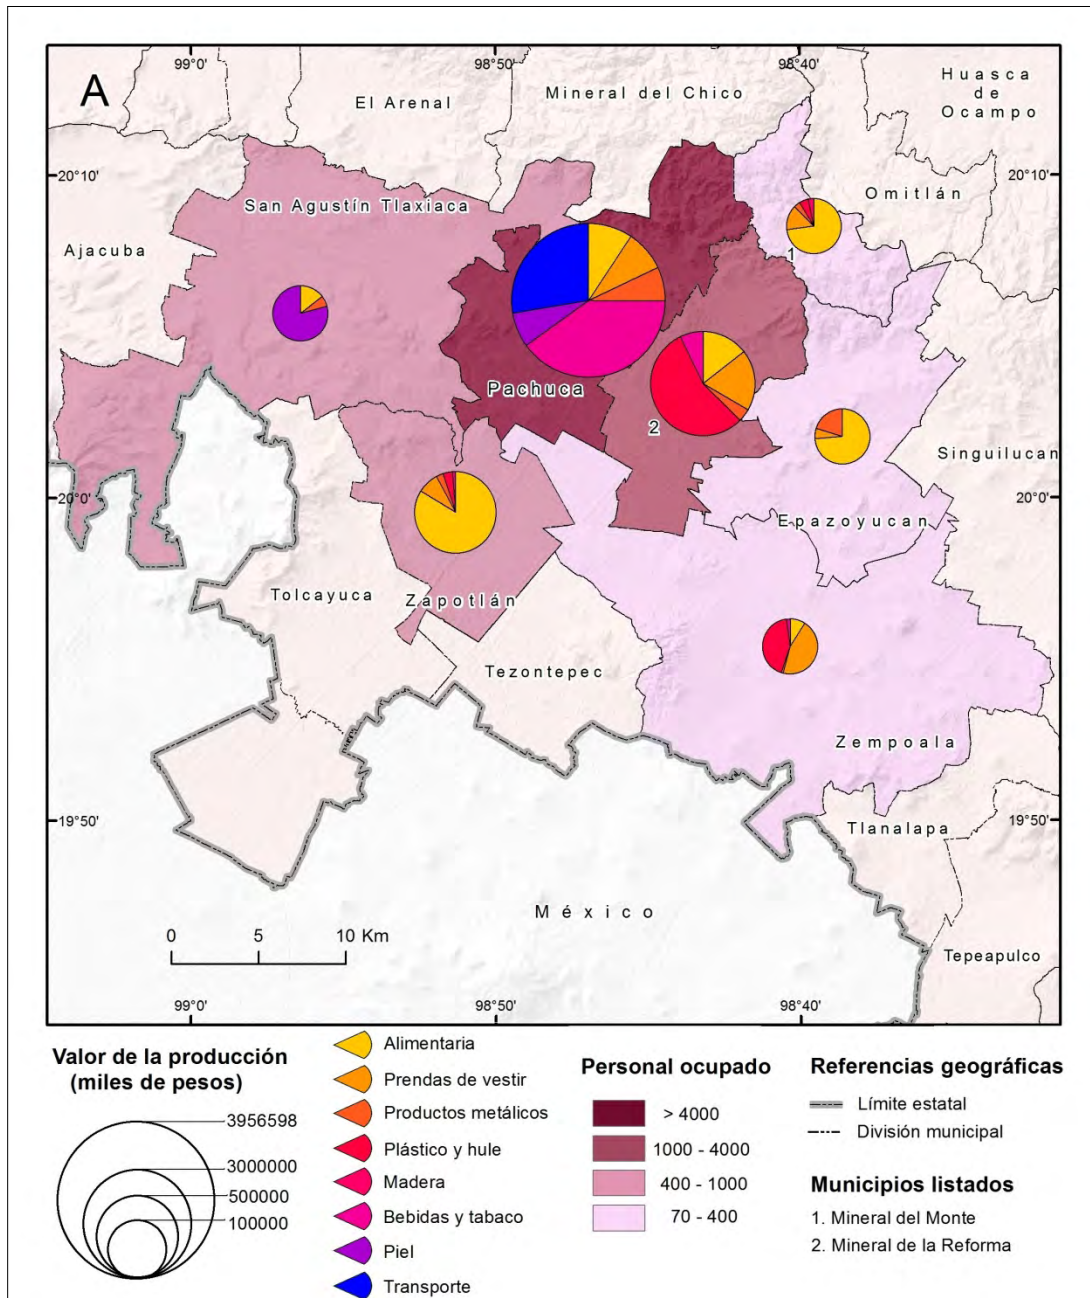 A
99°0'
98°50'
98°40'
El Arenal
Mineral del Chico
Huasca
de
Ocampo
20°10'
20°10'
San Agustín Tlaxiaca
Omitlán
Ajacuba
1
Pachuca
2
Singuilucan
20°0'
20°0'
Epazoyucan
Tolcayuca
Zapotlán
Tezontepec
Zempoala
19°50'
19°50'
Tlanalapa
México
0 5 10 Km
Tepeapulco
99°0'
98°50'
98°40'
Valor de la producción
(miles de pesos)
3956598
3000000
500000
100000
Alimentaria
Prendas de vestir
Productos metálicos
Plástico y hule
Madera
Bebidas y tabaco
Piel
Transporte
Personal ocupado
> 4000
1000 - 4000
400 - 1000
70 - 400
Referencias geográficas
Límite estatal
División municipal
Municipios listados
1. Mineral del Monte
2. Mineral de la Reforma